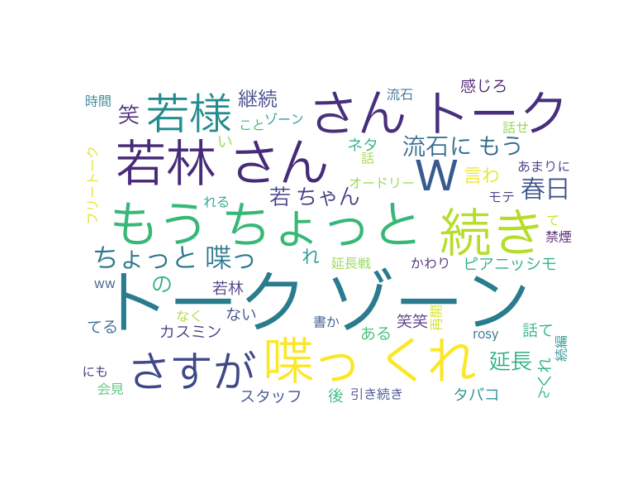 時間 笑 若様 継続 流石 さん トーク 感じろ
こと ゾーン 話せ
フリートーク 若林 さん い ネタ 話 流石に もう あまりに
オードリー w 言わ 春日
若 ちゃん れる モテ
もう ちょっと 続き て 禁煙
ちょっと 喋っ れ 延長戦 かわり ピアニッシモ
ww の 若林 トーク ゾーン
てる カスミン なく ない 書か ある 笑笑 再開 rosy 話て 続編
にも さすが 喋っ くれ 延長 んくれ
会見 スタッフ 後 引き続き タバコ